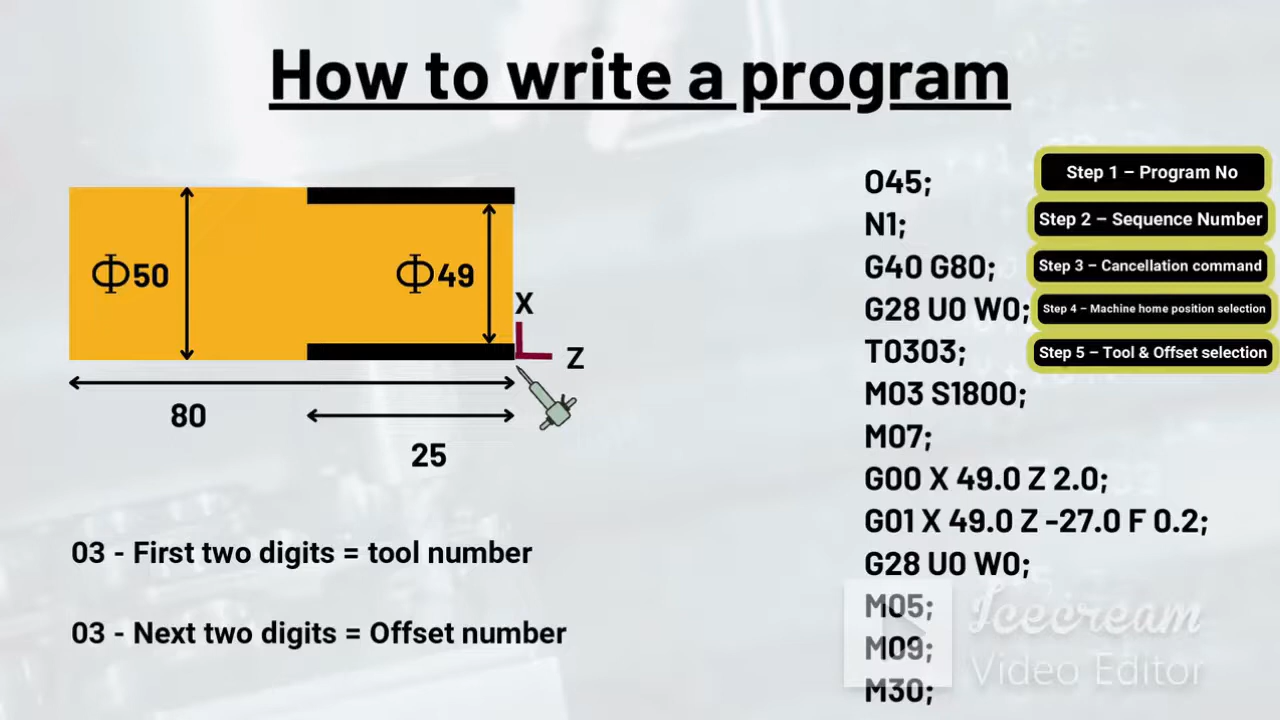 How to write a program
Φ50
Φ49
X
Z
80
25
03 - First two digits = tool number
03 - Next two digits = Offset number
O45; Step 1 – Program No
N1; Step 2 – Sequence Number
G40 G80; Step 3 – Cancellation command
G28 U0 W0; Step 4 – Machine home position selection
T0303; Step 5 – Tool & Offset selection
M03 S1800;
M07;
G00 X 49.0 Z 2.0;
G01 X 49.0 Z -27.0 F 0.2;
G28 U0 W0;
M05;
M09;
M30;
Icecream
Video Editor